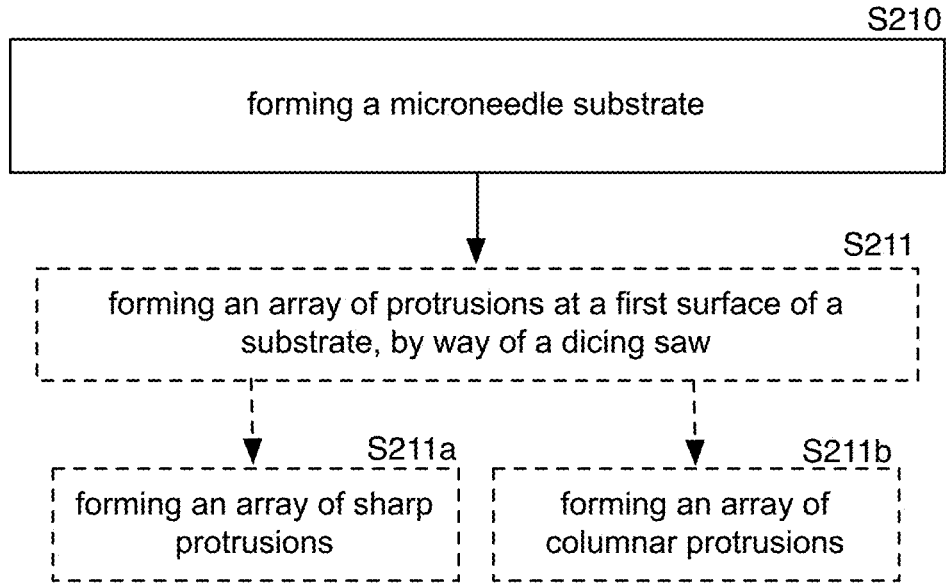 S210
forming a microneedle substrate
S211
forming an array of protrusions at a first surface of a
substrate, by way of a dicing saw
S211a
forming an array of sharp
protrusions
S211b
forming an array of
columnar protrusions